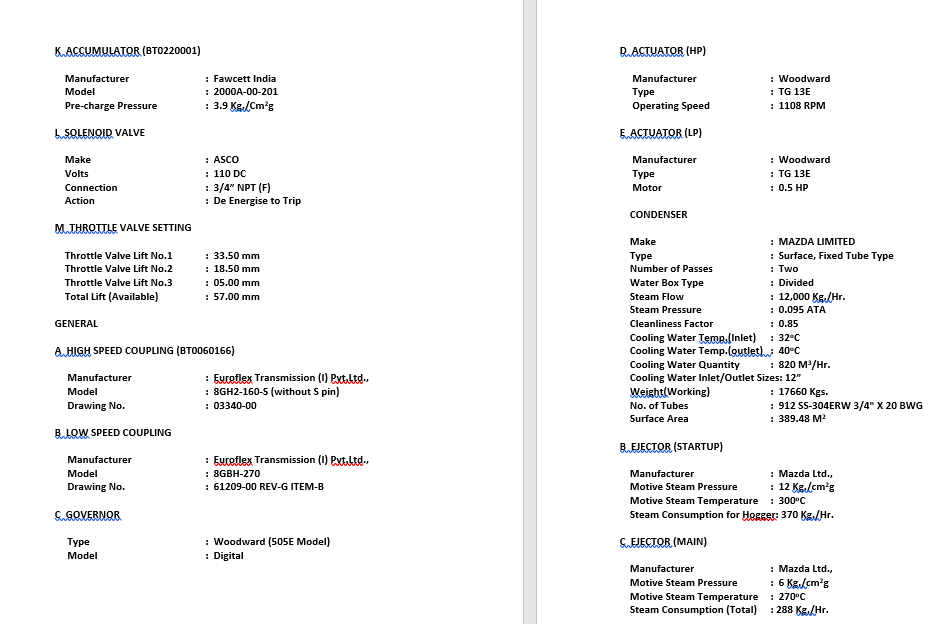 K ACCUMULATOR (BT0220001)
Manufacturer : Fawcett India
Model : 2000A-00-201
Pre-charge Pressure : 3.9 Kg./Cm²g
L SOLENOID VALVE
Make : ASCO
Volts : 110 DC
Connection : 3/4” NPT (F)
Action : De Energise to Trip
M THROTTLE VALVE SETTING
Throttle Valve Lift No.1 : 33.50 mm
Throttle Valve Lift No.2 : 18.50 mm
Throttle Valve Lift No.3 : 05.00 mm
Total Lift (Available) : 57.00 mm
GENERAL
A HIGH SPEED COUPLING (BT0060166)
Manufacturer : Euroflex Transmission (I) Pvt.Ltd.,
Model : 8GH2-160-S (without S pin)
Drawing No. : 03340-00
B LOW SPEED COUPLING
Manufacturer : Euroflex Transmission (I) Pvt.Ltd.,
Model : 8GBH-270
Drawing No. : 61209-00 REV-G ITEM-B
C GOVERNOR
Type : Woodward (505E Model)
Model : Digital
D ACTUATOR (HP)
Manufacturer : Woodward
Type : TG 13E
Operating Speed : 1108 RPM
E ACTUATOR (LP)
Manufacturer : Woodward
Type : TG 13E
Motor : 0.5 HP
CONDENSER
Make : MAZDA LIMITED
Type : Surface, Fixed Tube Type
Number of Passes : Two
Water Box Type : Divided
Steam Flow : 12,000 Kg./Hr.
Steam Pressure : 0.095 ATA
Cleanliness Factor : 0.85
Cooling Water Temp.(Inlet) : 32°C
Cooling Water Temp.(outlet) : 40°C
Cooling Water Quantity : 820 M³/Hr.
Cooling Water Inlet/Outlet Sizes: 12”
Weight(Working) : 17660 Kgs.
No. of Tubes : 912 SS-304ERW 3/4" X 20 BWG
Surface Area : 389.48 M²
B EJECTOR (STARTUP)
Manufacturer : Mazda Ltd.,
Motive Steam Pressure : 12 Kg./cm²g
Motive Steam Temperature : 300°C
Steam Consumption for Hogger: 370 Kg./Hr.
C EJECTOR (MAIN)
Manufacturer : Mazda Ltd.,
Motive Steam Pressure : 6 Kg./cm²g
Motive Steam Temperature : 270°C
Steam Consumption (Total) : 288 Kg./Hr.